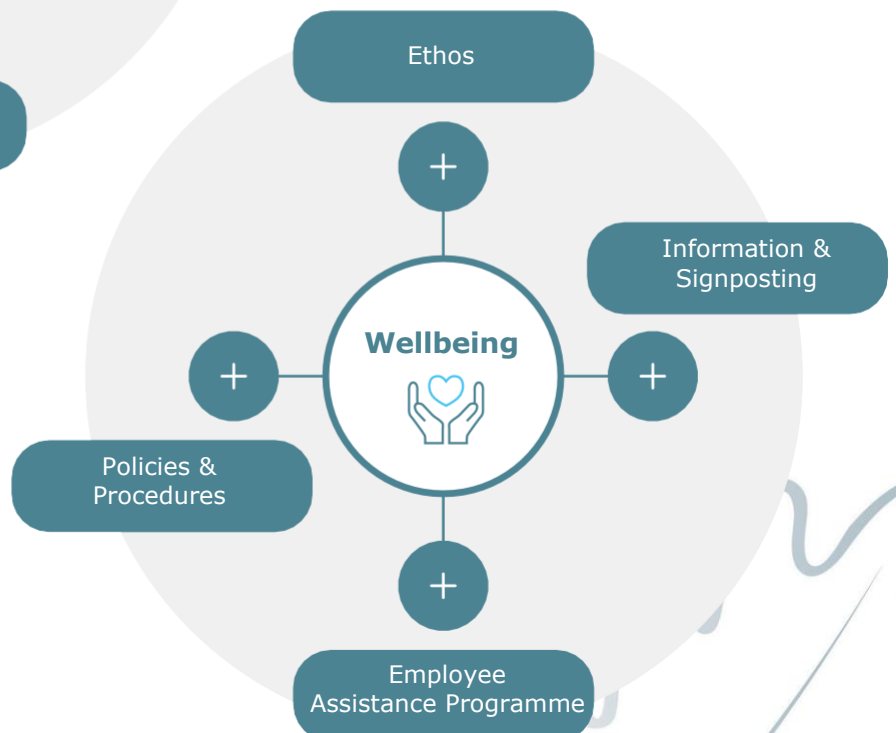 Ethos
Information &
Signposting
Wellbeing
Policies &
Procedures
Employee
Assistance Programme